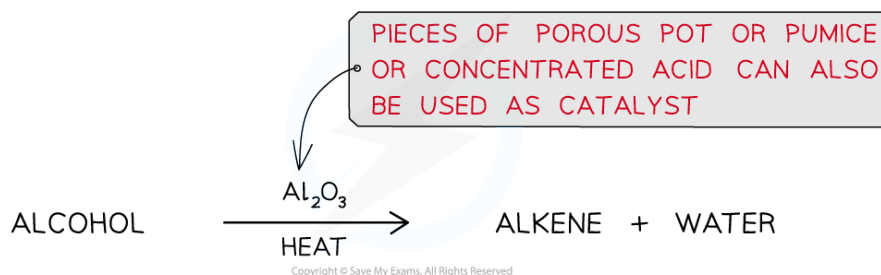 PIECES OF POROUS POT OR PUMICE
OR CONCENTRATED ACID CAN ALSO
BE USED AS CATALYST
Al₂O₃
ALCOHOL ALKENE + WATER
HEAT
Copyright © Save My Exams. All Rights Reserved